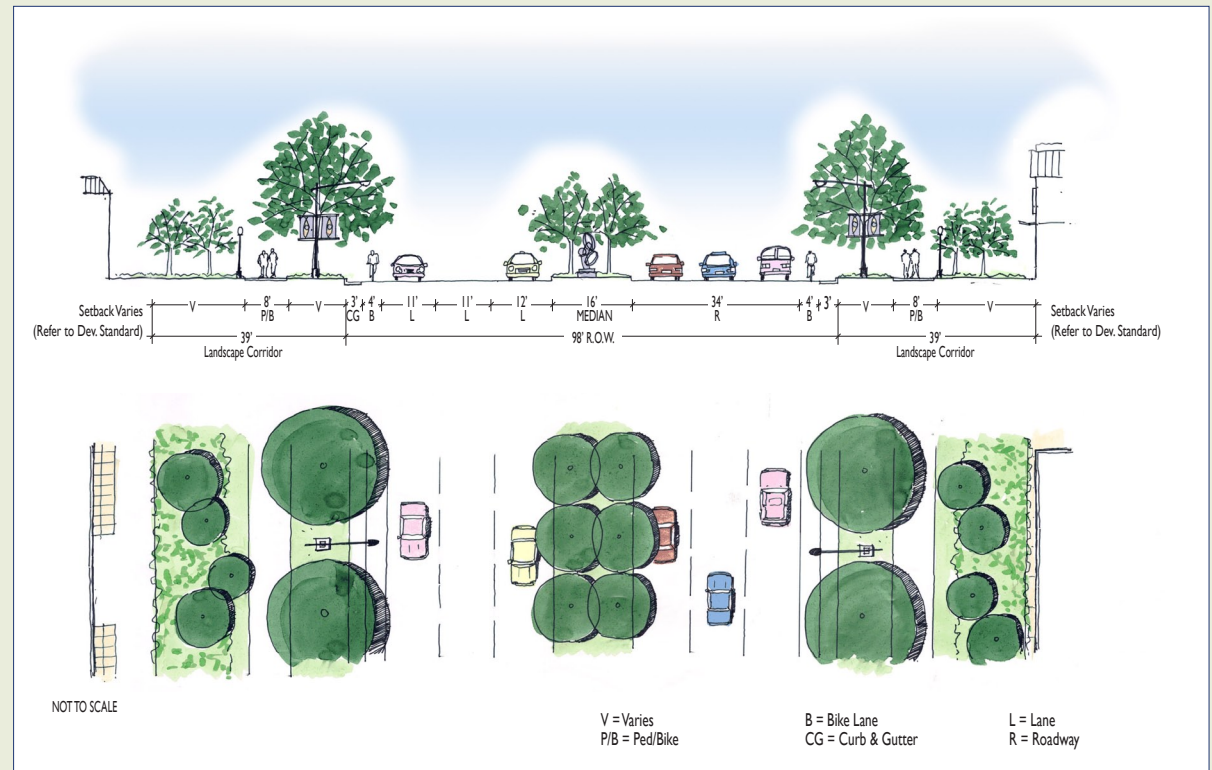 V 8' V 3' 4' 11' 11' 12' 16' 34' 4' 3' V 8' V
P/B CG B L L L MEDIAN R B P/B
Setback Varies
(Refer to Dev. Standard)
Setback Varies
(Refer to Dev. Standard)
39' 98' R.O.W. 39'
Landscape Corridor Landscape Corridor
NOT TO SCALE
V = Varies B = Bike Lane L = Lane
P/B = Ped/Bike CG = Curb & Gutter R = Roadway